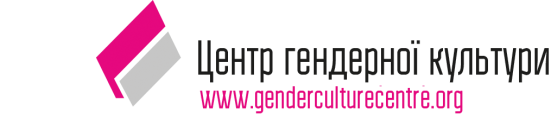 Центр гендерної культури
www.genderculturecentre.org